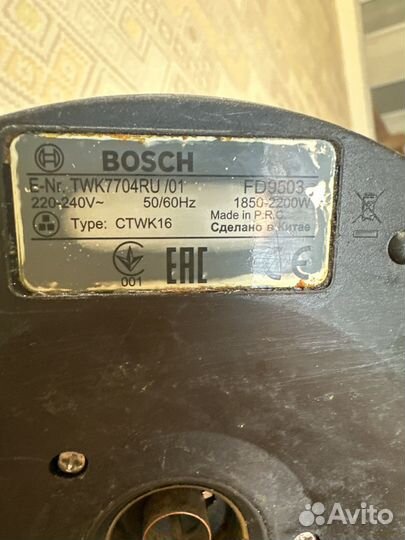 BOSCH
E-Nr. TWK7704RU /01 FD9503
220-240V~ 50/60Hz 1850-2200W
Type: CTWK16 Made in P.R.C.
Сделано в Китае
001 EAC CE
Avito